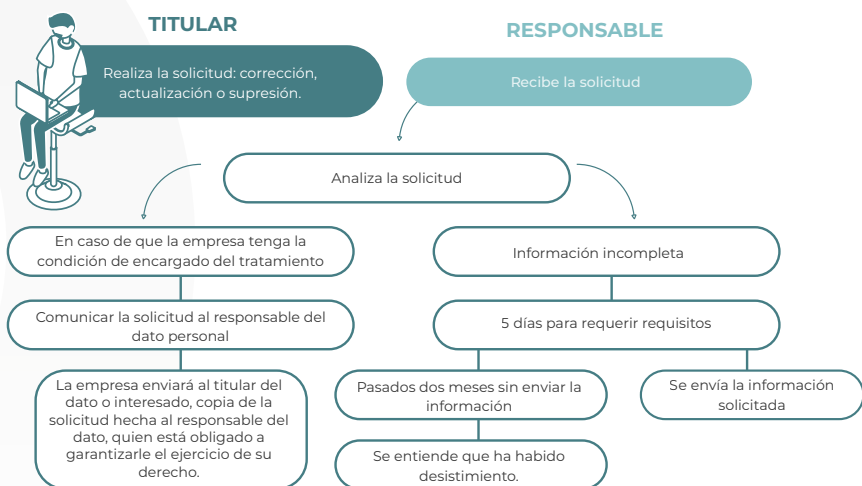 TITULAR
RESPONSABLE
Realiza la solicitud: corrección,
actualización o supresión.
Recibe la solicitud
Analiza la solicitud
En caso de que la empresa tenga la
condición de encargado del tratamiento
Información incompleta
Comunicar la solicitud al responsable del
dato personal
5 días para requerir requisitos
La empresa enviará al titular del
dato o interesado, copia de la
solicitud hecha al responsable del
dato, quien está obligado a
garantizarle el ejercicio de su
derecho.
Pasados dos meses sin enviar la
información
Se envía la información
solicitada
Se entiende que ha habido
desistimiento.